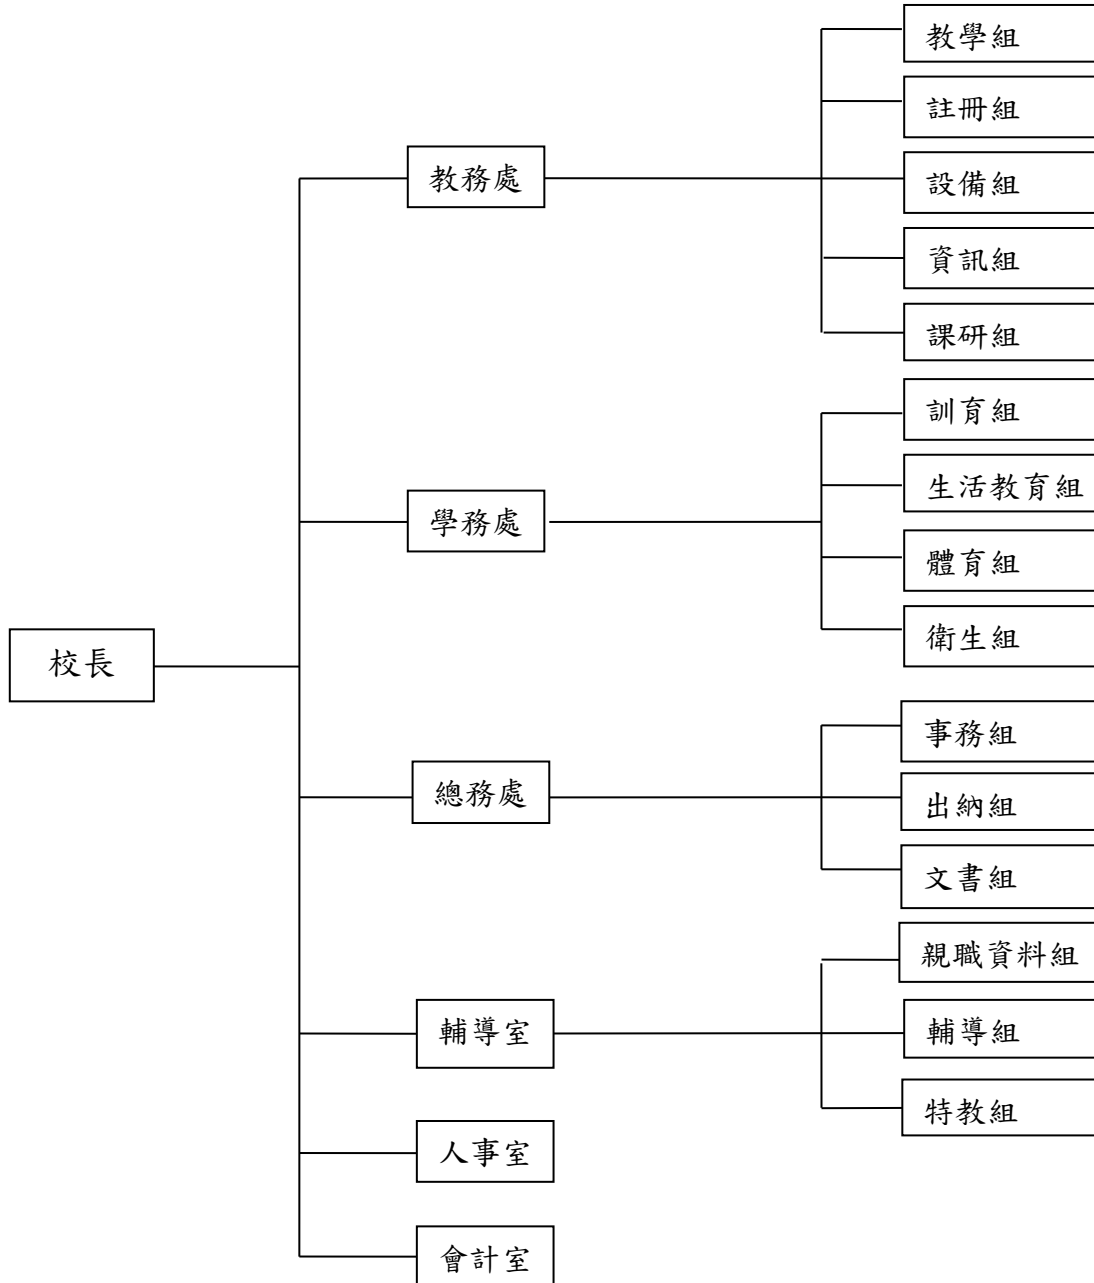 校長
教務處
教學組
註冊組
設備組
資訊組
課研組
學務處
訓育組
生活教育組
體育組
衛生組
總務處
事務組
出納組
文書組
輔導室
親職資料組
輔導組
特教組
人事室
會計室